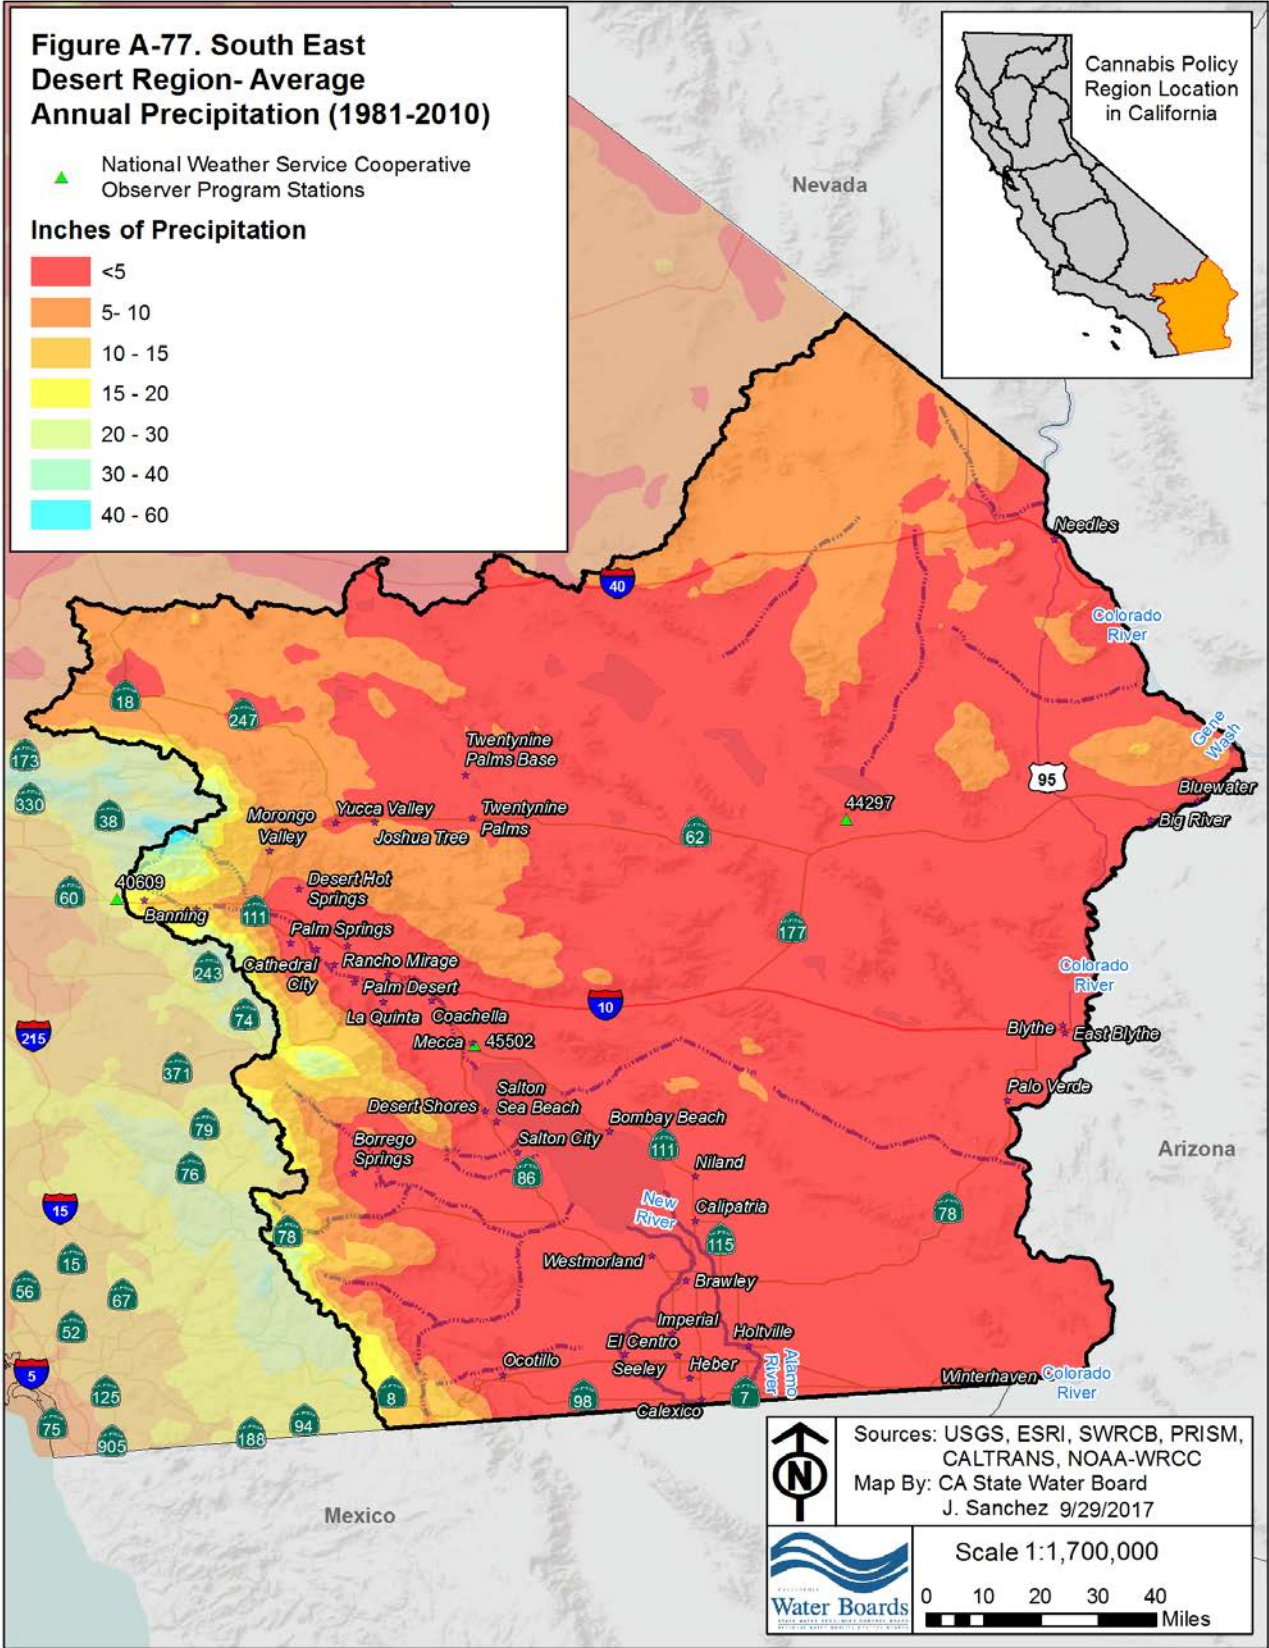 Figure A-77. South East
Desert Region- Average
Annual Precipitation (1981-2010)
National Weather Service Cooperative
Observer Program Stations
Inches of Precipitation
<5
5- 10
10 - 15
15 - 20
20 - 30
30 - 40
40 - 60
Cannabis Policy
Region Location
in California
Nevada
Needles
40
Colorado
River
18
247
Gene
Wash
173
Twentynine
Palms Base
95
Bluewater
330
38
Morongo
Valley
Yucca Valley
Joshua Tree
Twentynine
Palms
44297
62
Big River
40609
60
Banning
Desert Hot
Springs
111
177
Palm Springs
243
Cathedral
City
Rancho Mirage
Palm Desert
Colorado
River
10
74
La Quinta
Coachella
215
Mecca
45502
Blythe
East Blythe
371
Palo Verde
Desert Shores
Salton
Sea Beach
79
Bombay Beach
Borrego
Springs
Salton City
111
Arizona
76
86
Niland
15
New
River
Calipatria
78
78
115
15
Westmorland
56
67
Brawley
52
Imperial
El Centro
Holtville
5
Ocotillo
Seeley
Heber
Alamo
River
Winterhaven
Colorado
River
125
8
98
7
Calexico
75
905
188
94
Mexico
N
Sources: USGS, ESRI, SWRCB, PRISM,
CALTRANS, NOAA-WRCC
Map By: CA State Water Board
J. Sanchez 9/29/2017
CALIFORNIA
Water Boards
Scale 1:1,700,000
0 10 20 30 40
Miles